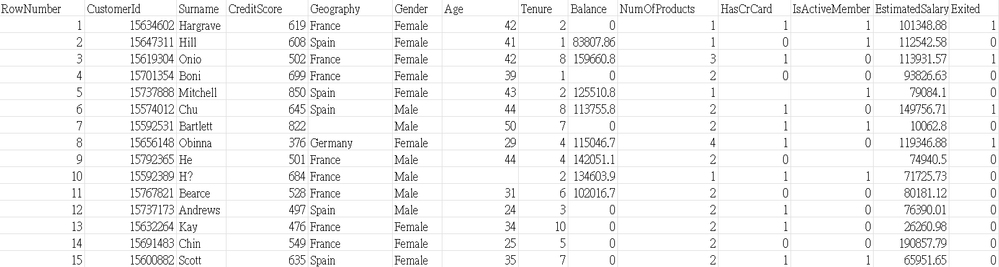 RowNumber CustomerId Surname CreditScore Geography Gender Age Tenure Balance NumOfProducts HasCrCard IsActiveMember EstimatedSalary Exited
1 15634602 Hargrave 619 France Female 42 2 0 1 1 1 101348.88 1
2 15647311 Hill 608 Spain Female 41 1 83807.86 1 0 1 112542.58 0
3 15619304 Onio 502 France Female 42 8 159660.8 3 1 0 113931.57 1
4 15701354 Boni 699 France Female 39 1 0 2 0 0 93826.63 0
5 15737888 Mitchell 850 Spain Female 43 2 125510.8 1 1 79084.1 0
6 15574012 Chu 645 Spain Male 44 8 113755.8 2 1 0 149756.71 1
7 15592531 Bartlett 822 Male 50 7 0 2 1 1 10062.8 0
8 15656148 Obinna 376 Germany Female 29 4 115046.7 4 1 0 119346.88 1
9 15792365 He 501 France Male 44 4 142051.1 2 0 74940.5 0
10 15592389 H? 684 France Male 2 134603.9 1 1 1 71725.73 0
11 15767821 Bearce 528 France Male 31 6 102016.7 2 0 0 80181.12 0
12 15737173 Andrews 497 Spain Male 24 3 0 2 1 0 76390.01 0
13 15632264 Kay 476 France Female 34 10 0 2 1 0 26260.98 0
14 15691483 Chin 549 France Female 25 5 0 2 0 0 190857.79 0
15 15600882 Scott 635 Spain Female 35 7 0 2 1 1 65951.65 0